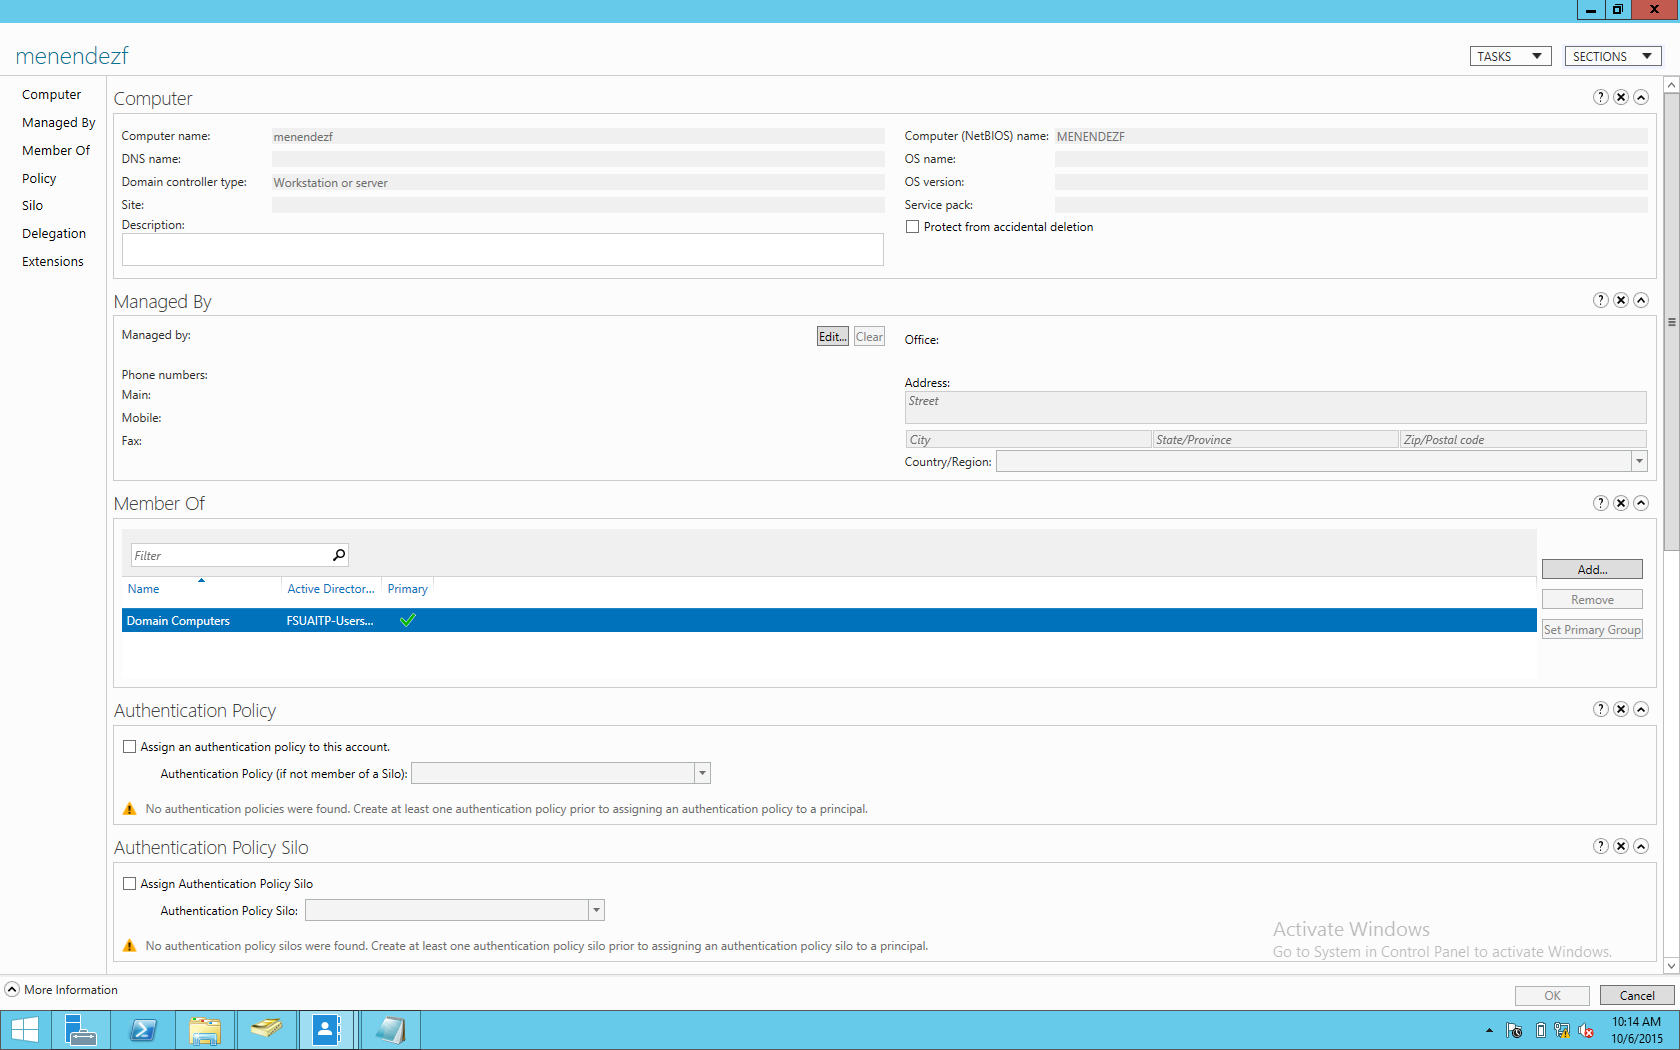 menendezf
TASKS
SECTIONS
Computer
Managed By
Member Of
Policy
Silo
Delegation
Extensions
Computer
Computer name: menendezf
DNS name:
Domain controller type: Workstation or server
Site:
Description:
Computer (NetBIOS) name: MENENDEZF
OS name:
OS version:
Service pack:
Protect from accidental deletion
Managed By
Managed by:
Edit...
Clear
Phone numbers:
Main:
Mobile:
Fax:
Office:
Address:
Street
City
State/Province
Zip/Postal code
Country/Region:
Member Of
Filter
Name
Active Director...
Primary
Domain Computers
FSUAITP-Users...
Add...
Remove
Set Primary Group
Authentication Policy
Assign an authentication policy to this account.
Authentication Policy (if not member of a Silo):
No authentication policies were found. Create at least one authentication policy prior to assigning an authentication policy to a principal.
Authentication Policy Silo
Assign Authentication Policy Silo
Authentication Policy Silo:
No authentication policy silos were found. Create at least one authentication policy silo prior to assigning an authentication policy silo to a principal.
Activate Windows
Go to System in Control Panel to activate Windows.
More Information
OK
Cancel
10:14 AM
10/6/2015